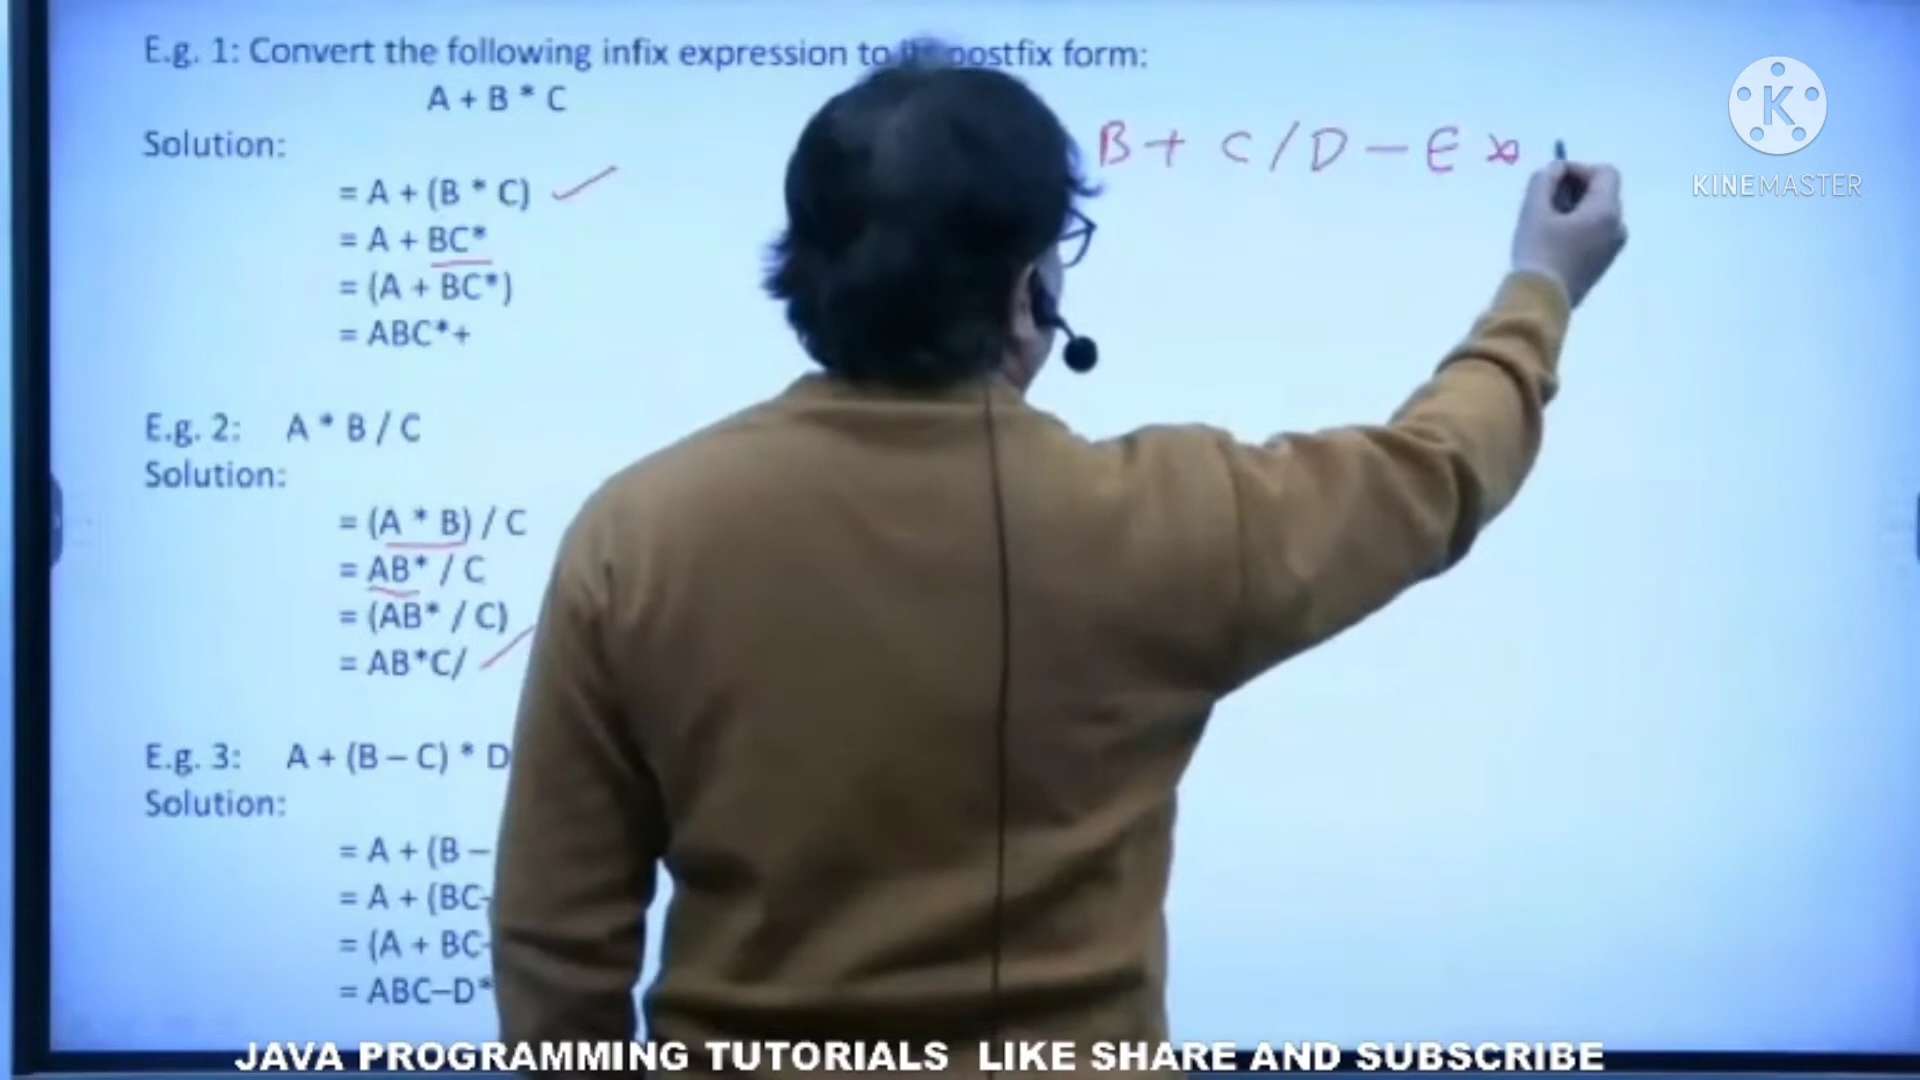 E.g. 1: Convert the following infix expression to its postfix form:
A + B * C
Solution:
= A + (B * C)
= A + BC*
= (A + BC*)
= ABC*+
B + C / D - E *
K
KINEMASTER
E.g. 2: A * B / C
Solution:
= (A * B) / C
= AB* / C
= (AB* / C)
= AB*C/
E.g. 3: A + (B – C) * D
Solution:
= A + (B –
= A + (BC-
= (A + BC-
= ABC–D*
JAVA PROGRAMMING TUTORIALS LIKE SHARE AND SUBSCRIBE